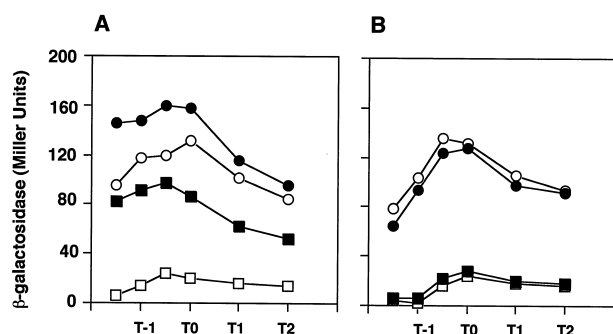 A
B
β-galactosidase (Miller Units)
200
160
120
80
40
0
T-1 T0 T1 T2
T-1 T0 T1 T2